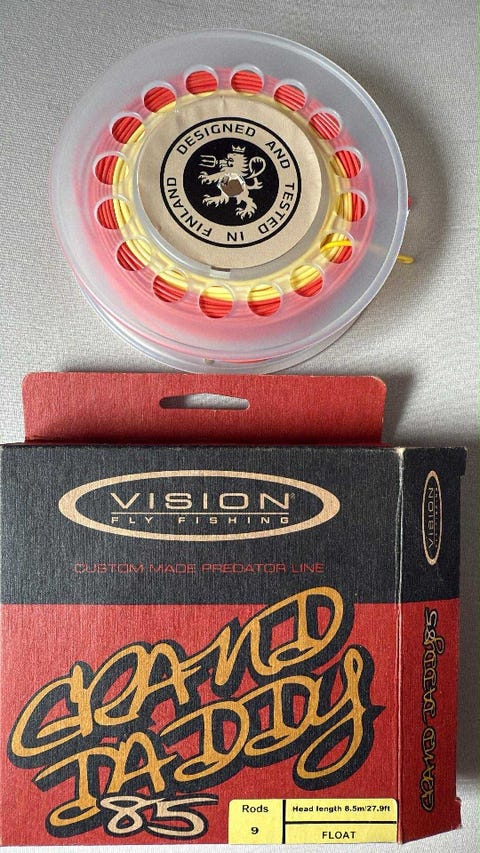 DESIGNED AND
TESTED IN FINLAND
VISION®
FLY FISHING
CUSTOM MADE PREDATOR LINE
GRAND
DADDY
85
Rods
9
Head length 8.5m/27.9ft
FLOAT
VISION
GRAND DADDY 85